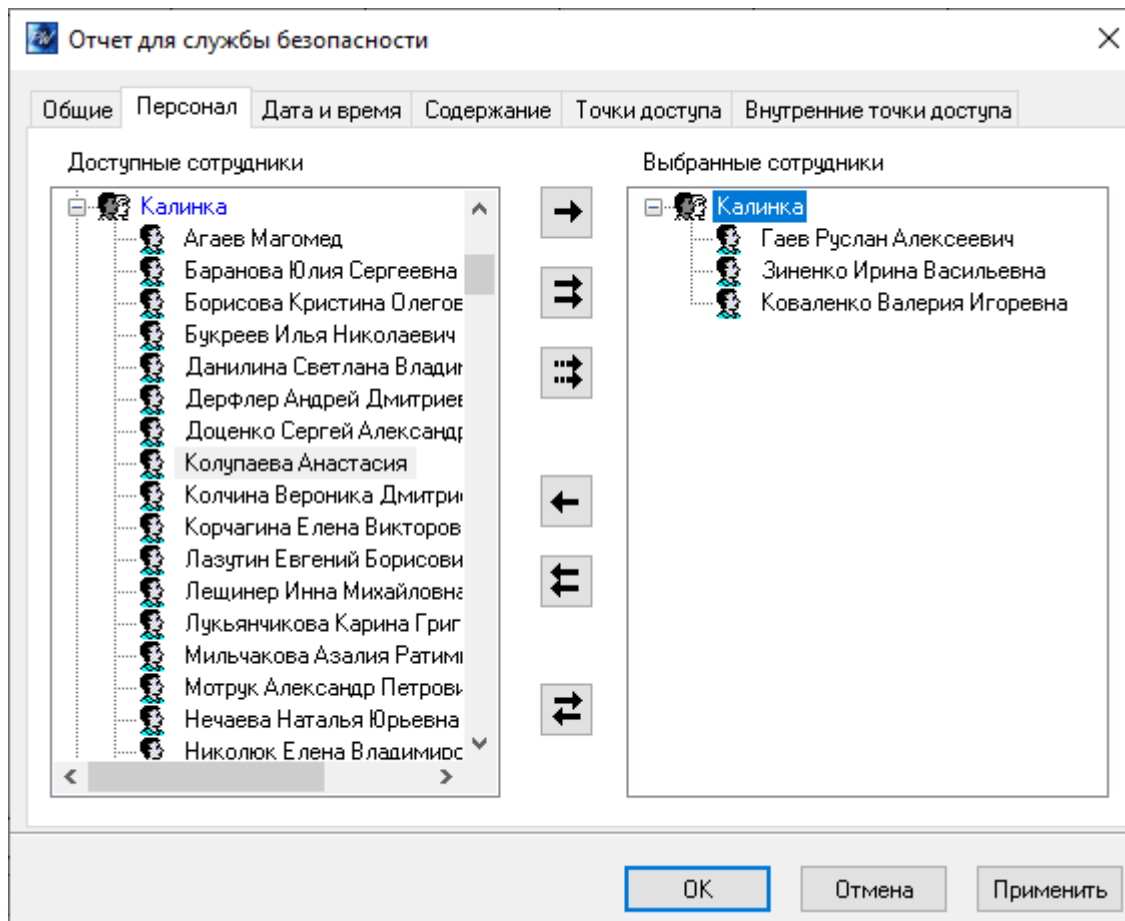 Отчет для службы безопасности
Общие Персонал Дата и время Содержание Точки доступа Внутренние точки доступа
Доступные сотрудники
Калинка
Агаев Магомед
Баранова Юлия Сергеевна
Борисова Кристина Олегов
Букреев Илья Николаевич
Данилина Светлана Влади
Дерфлер Андрей Дмитриев
Доценко Сергей Александр
Колупаева Анастасия
Колчина Вероника Дмитри
Корчагина Елена Викторов
Лазутин Евгений Борисови
Лещинер Инна Михайловна
Лукьянчикова Карина Григ
Мильчакова Азалия Ратим
Мотрук Александр Петрови
Нечаева Наталья Юрьевна
Николюк Елена Владимиро
Выбранные сотрудники
Калинка
Гаев Руслан Алексеевич
Зиненко Ирина Васильевна
Коваленко Валерия Игоревна
OK Отмена Применить